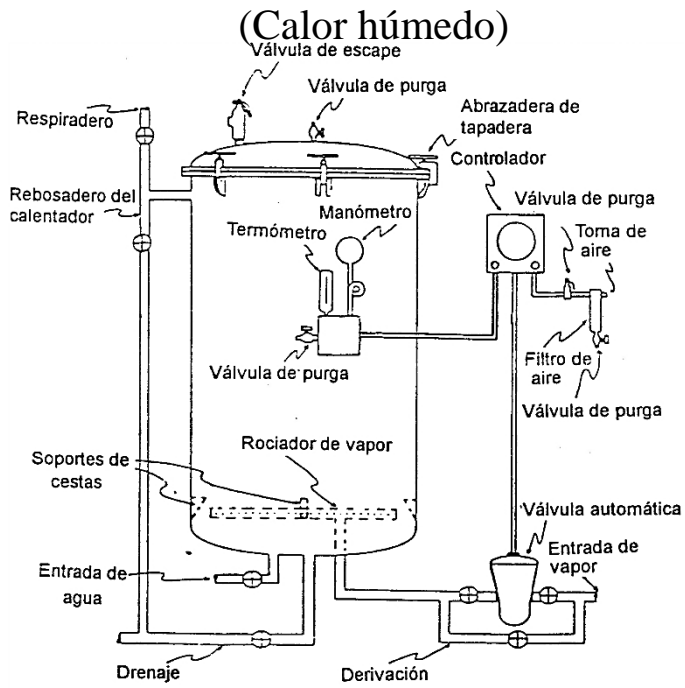 (Calor húmedo)
Válvula de escape
Válvula de purga
Respiradero
Abrazadera de
tapadera
Controlador
Rebosadero del
calentador
Termómetro
Manómetro
Válvula de purga
Toma de
aire
Válvula de purga
Filtro de
aire
Válvula de purga
Soportes de
cestas
Rociador de vapor
Válvula automática
Entrada de
vapor
Entrada de
agua
Drenaje
Derivación